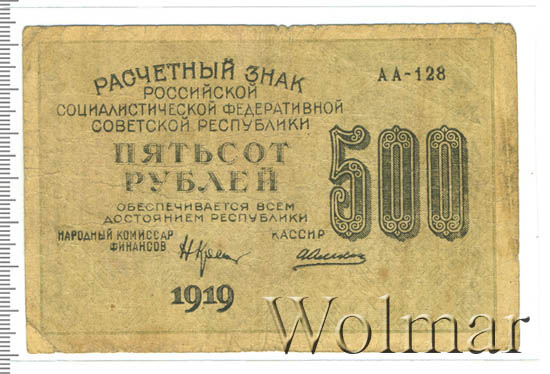 РАСЧЕТНЫЙ ЗНАК
АА-128
РОССИЙСКОЙ
СОЦИАЛИСТИЧЕСКОЙ ФЕДЕРАТИВНОЙ
СОВЕТСКОЙ РЕСПУБЛИКИ
ПЯТЬСОТ
РУБЛЕЙ
500
ОБЕСПЕЧИВАЕТСЯ ВСЕМ
ДОСТОЯНИЕМ РЕСПУБЛИКИ
НАРОДНЫЙ КОМИССАР
ФИНАНСОВ
КАССИР
1919
Wolmar